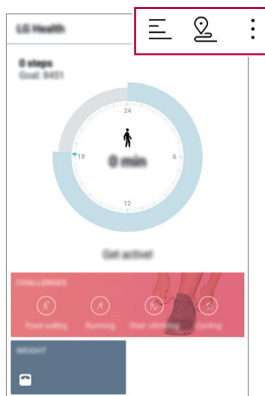 LG Health
0 steps
Goal: 8451
24
18
6
0 min
12
Get active!
CHALLENGES
Power walking Running Stair climbing Cycling
WEIGHT